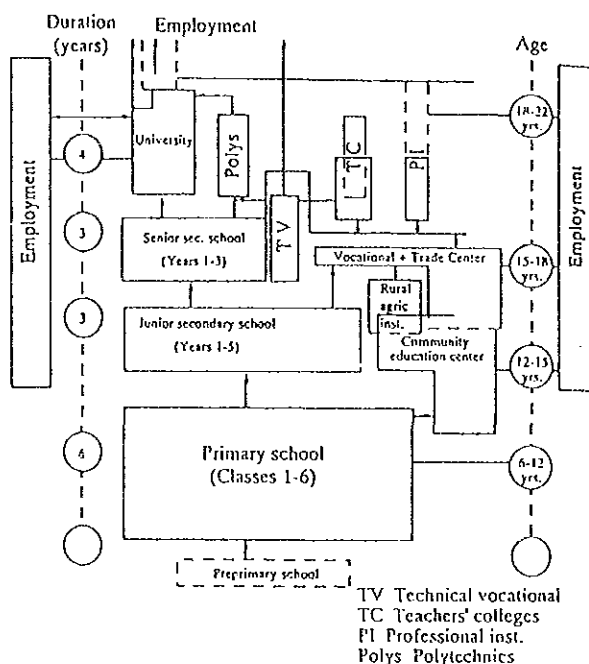 Duration
(years)
Employment
Age
Employment
Employment
4
3
3
6
University
Polys
TV
TC
PI
18-22
yrs.
15-18
yrs.
12-15
yrs.
6-12
yrs.
Senior sec. school
(Years 1-3)
Vocational + Trade Center
Rural
agric
inst.
Junior secondary school
(Years 1-5)
Community
education center
Primary school
(Classes 1-6)
Preprimary school
TV Technical vocational
TC Teachers' colleges
PI Professional inst.
Polys Polytechnics